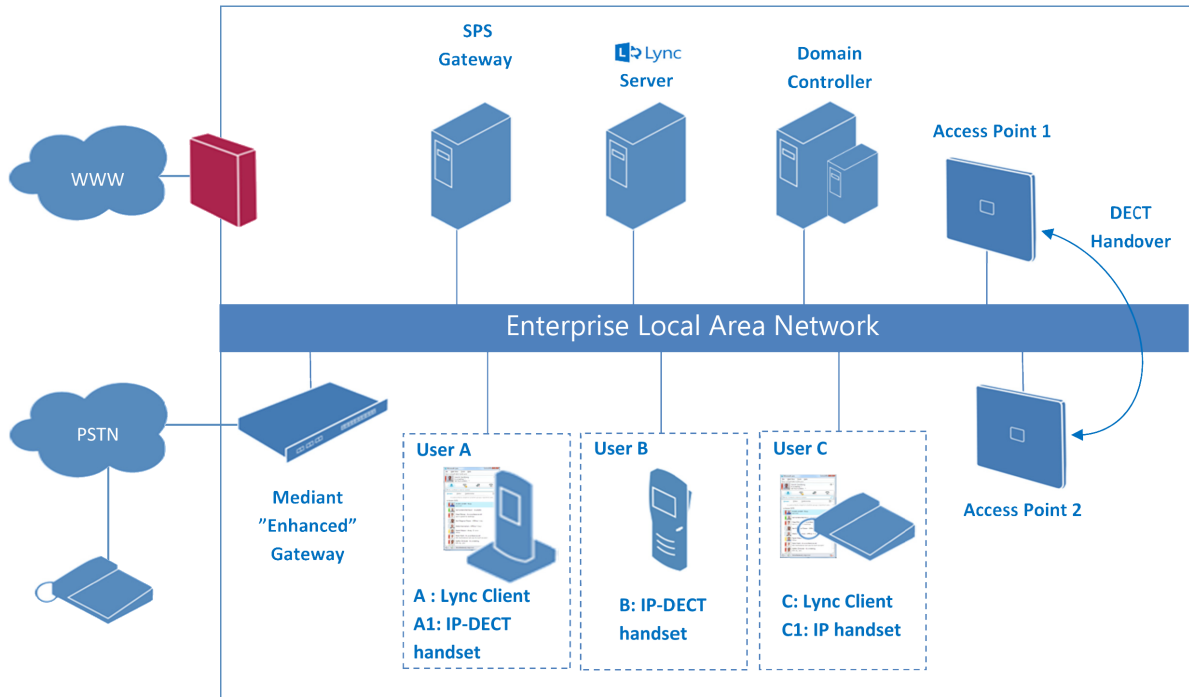 SPS
Gateway
Lync
Server
Domain
Controller
Access Point 1
WWW
DECT
Handover
Enterprise Local Area Network
PSTN
User A
User B
User C
Mediant
”Enhanced”
Gateway
Access Point 2
A : Lync Client
A1: IP-DECT
handset
B: IP-DECT
handset
C: Lync Client
C1: IP handset